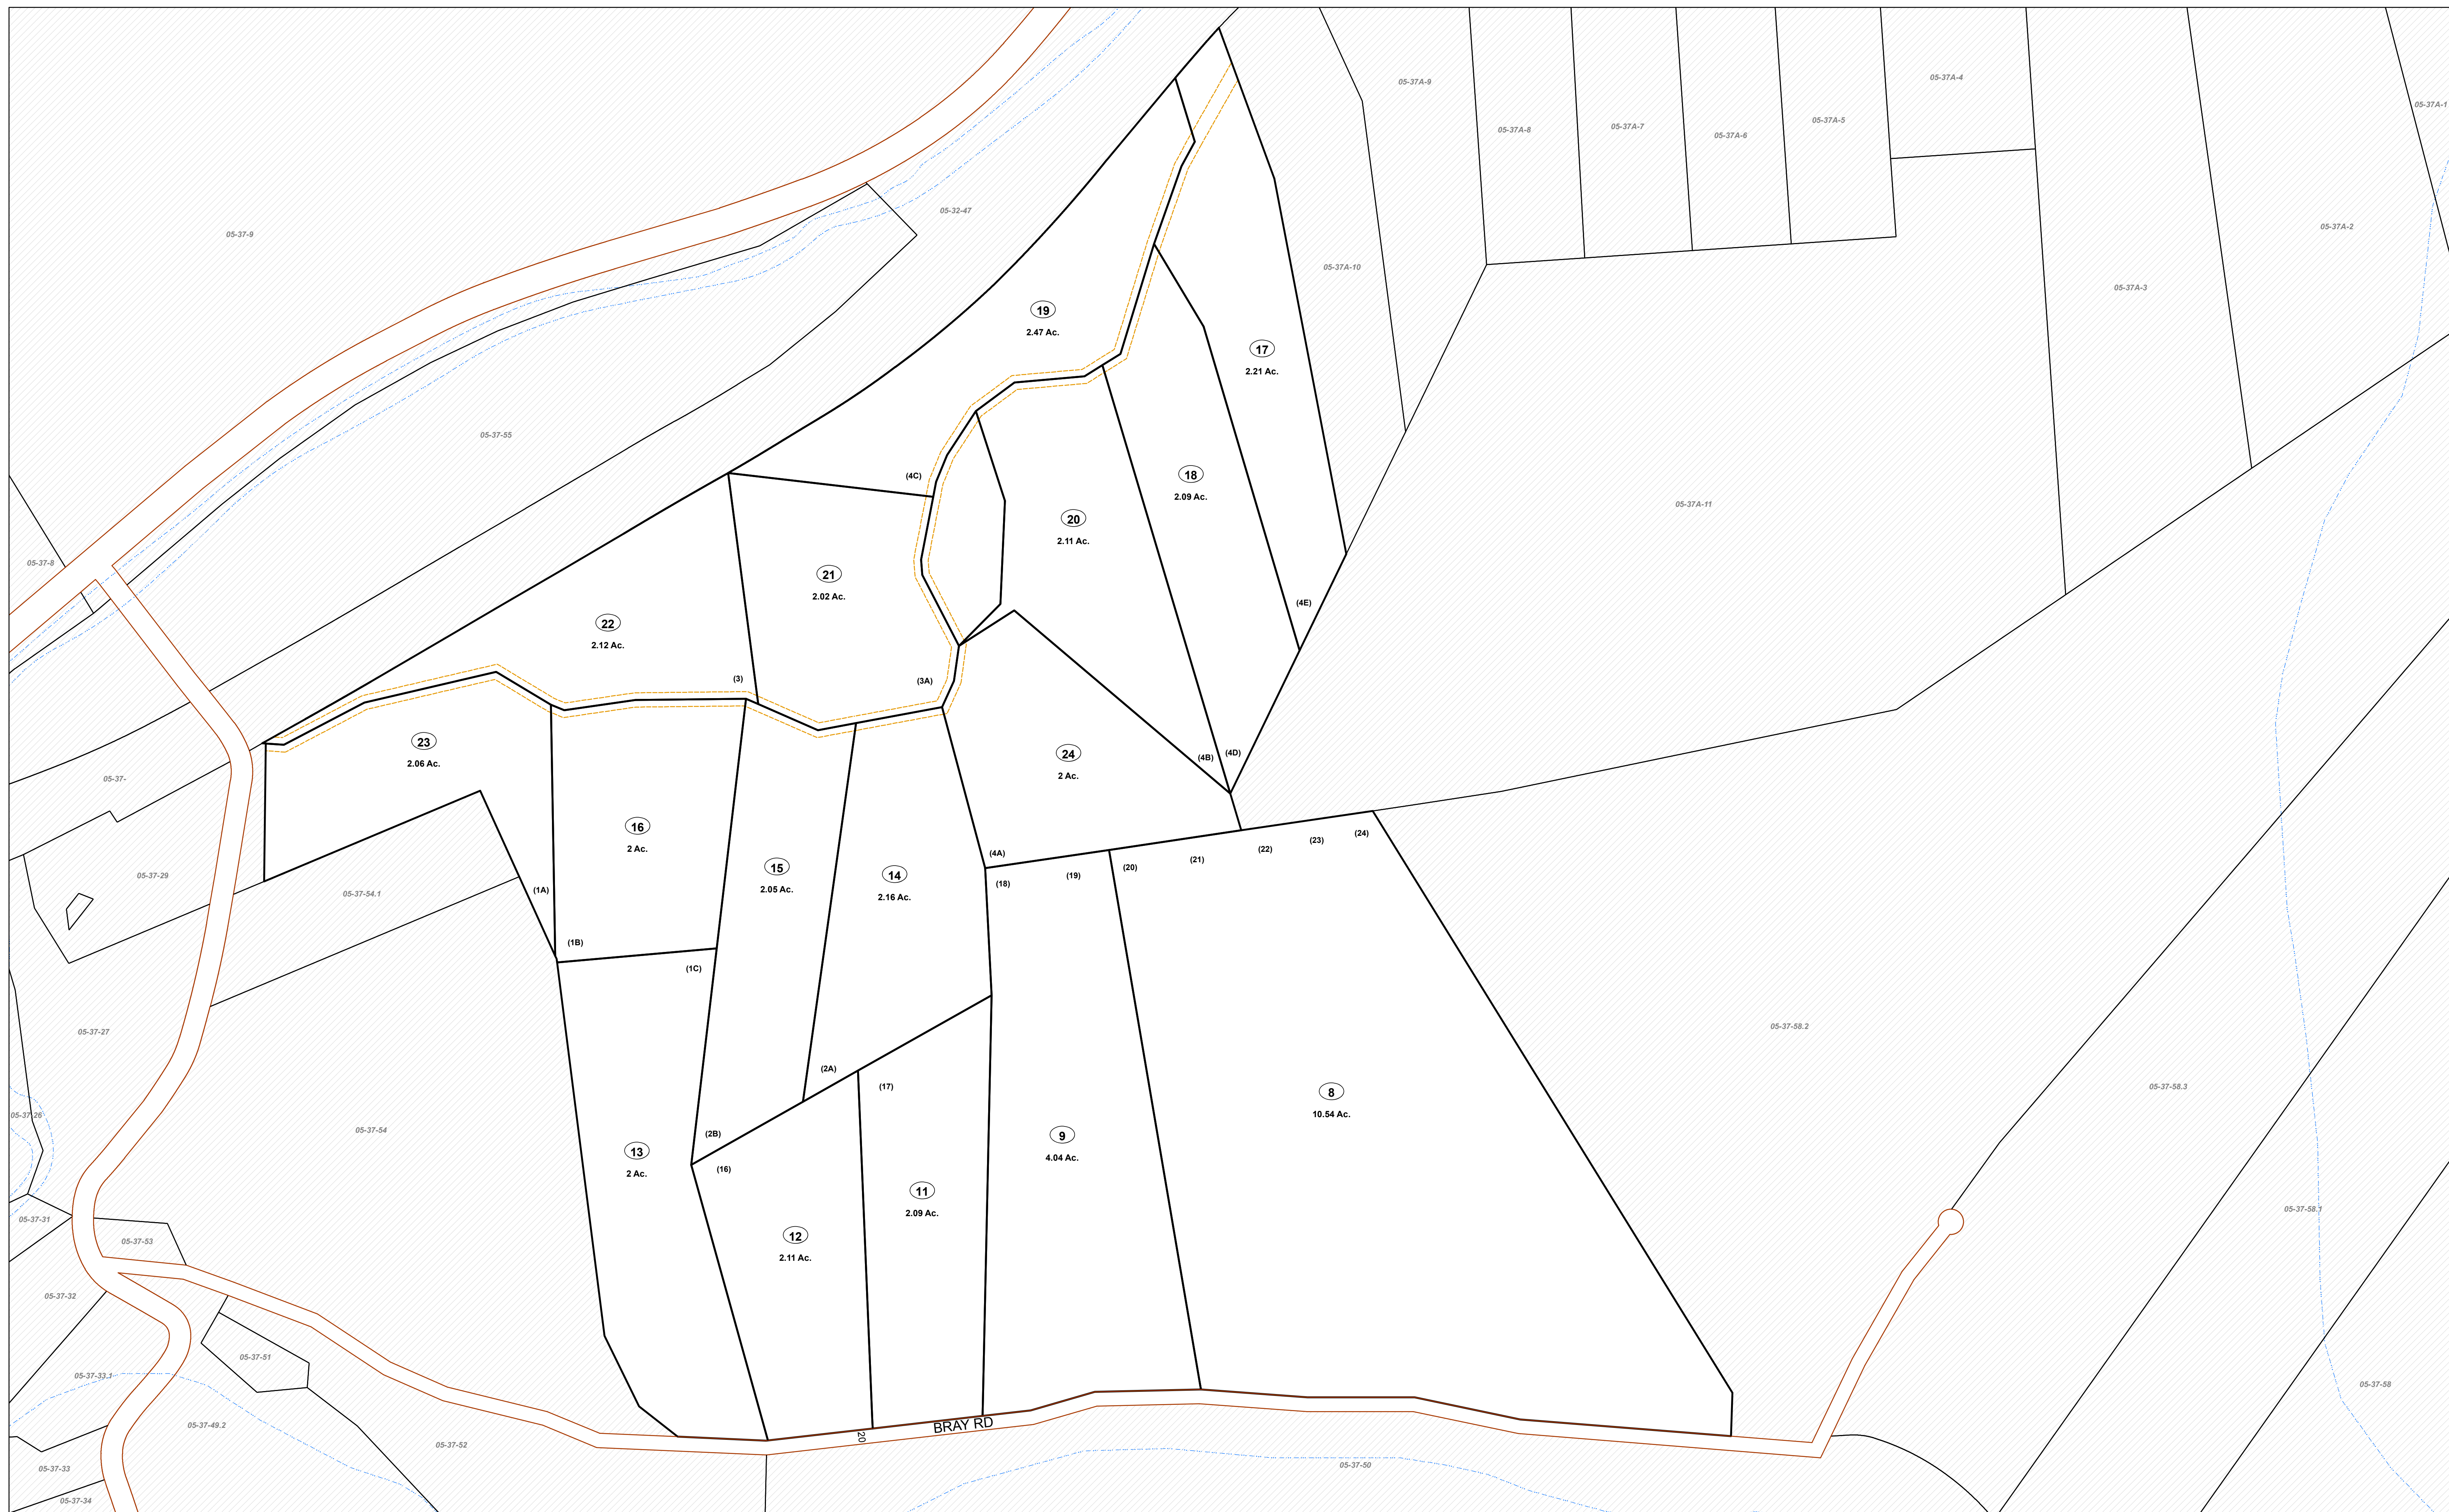 05-37A-9
05-37A-4
05-37A-1
05-37A-8
05-37A-7
05-37A-6
05-37A-5
05-32-47
05-37-9
05-37A-2
05-37A-10
05-37A-3
19
2.47 Ac.
17
2.21 Ac.
05-37-55
(4C)
18
2.09 Ac.
05-37A-11
20
2.11 Ac.
05-37-8
21
2.02 Ac.
(4E)
22
2.12 Ac.
(3)
(3A)
23
2.06 Ac.
24
2 Ac.
(4B)
(4D)
05-37-
16
2 Ac.
(24)
(23)
(22)
(21)
(20)
(19)
(18)
(4A)
15
2.05 Ac.
14
2.16 Ac.
05-37-29
05-37-54.1
(1A)
(1B)
(1C)
05-37-27
05-37-58.2
(2A)
(17)
8
10.54 Ac.
05-37-58.3
05-37-26
05-37-54
(2B)
(16)
9
4.04 Ac.
13
2 Ac.
11
2.09 Ac.
05-37-58.1
05-37-31
05-37-53
12
2.11 Ac.
05-37-32
05-37-51
05-37-33.1
05-37-58
05-37-49.2
BRAY RD
20
05-37-52
05-37-50
05-37-33
05-37-34